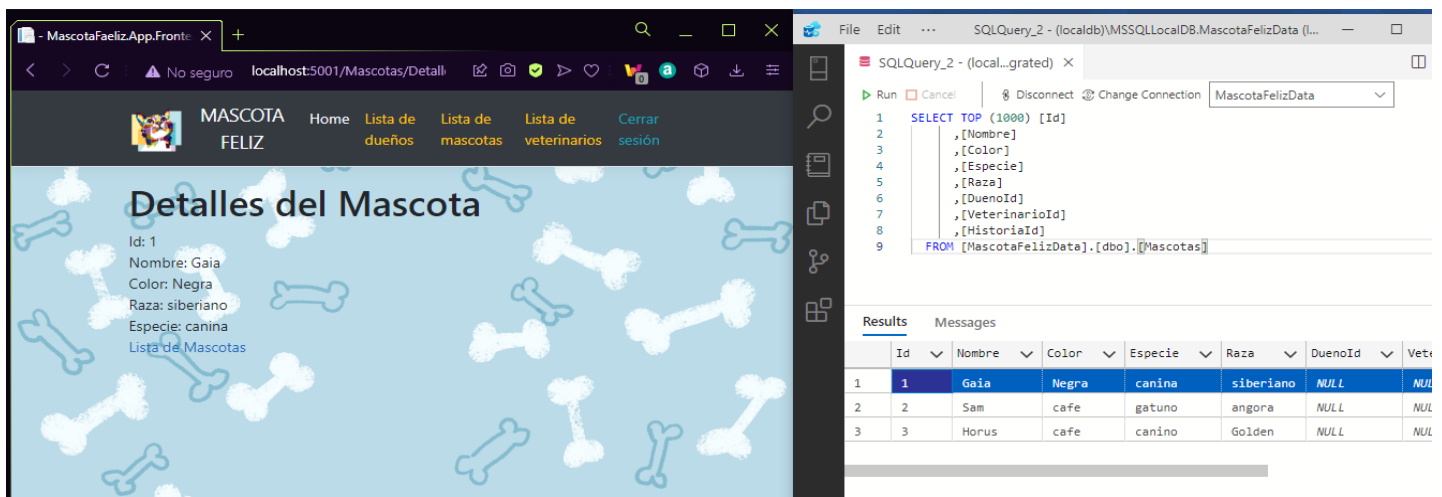 - MascotaFaeliz.App.Fronte
No seguro localhost:5001/Mascotas/Detall
MASCOTA FELIZ
Home
Lista de dueños
Lista de mascotas
Lista de veterinarios
Cerrar sesión
Detalles del Mascota
Id: 1
Nombre: Gaia
Color: Negra
Raza: siberiano
Especie: canina
Lista de Mascotas
File Edit ... SQLQuery_2 - (localdb)\MSSQLLocalDB.MascotaFelizData (l...
SQLQuery_2 - (local...grated)
Run Cancel Disconnect Change Connection MascotaFelizData
1 SELECT TOP (1000) [Id]
2 ,[Nombre]
3 ,[Color]
4 ,[Especie]
5 ,[Raza]
6 ,[DuenoId]
7 ,[VeterinarioId]
8 ,[HistoriaId]
9 FROM [MascotaFelizData].[dbo].[Mascotas]
Results Messages
Id Nombre Color Especie Raza DuenoId Vete
1 1 Gaia Negra canina siberiano NULL NUL
2 2 Sam cafe gatuno angora NULL NUL
3 3 Horus cafe canino Golden NULL NUL